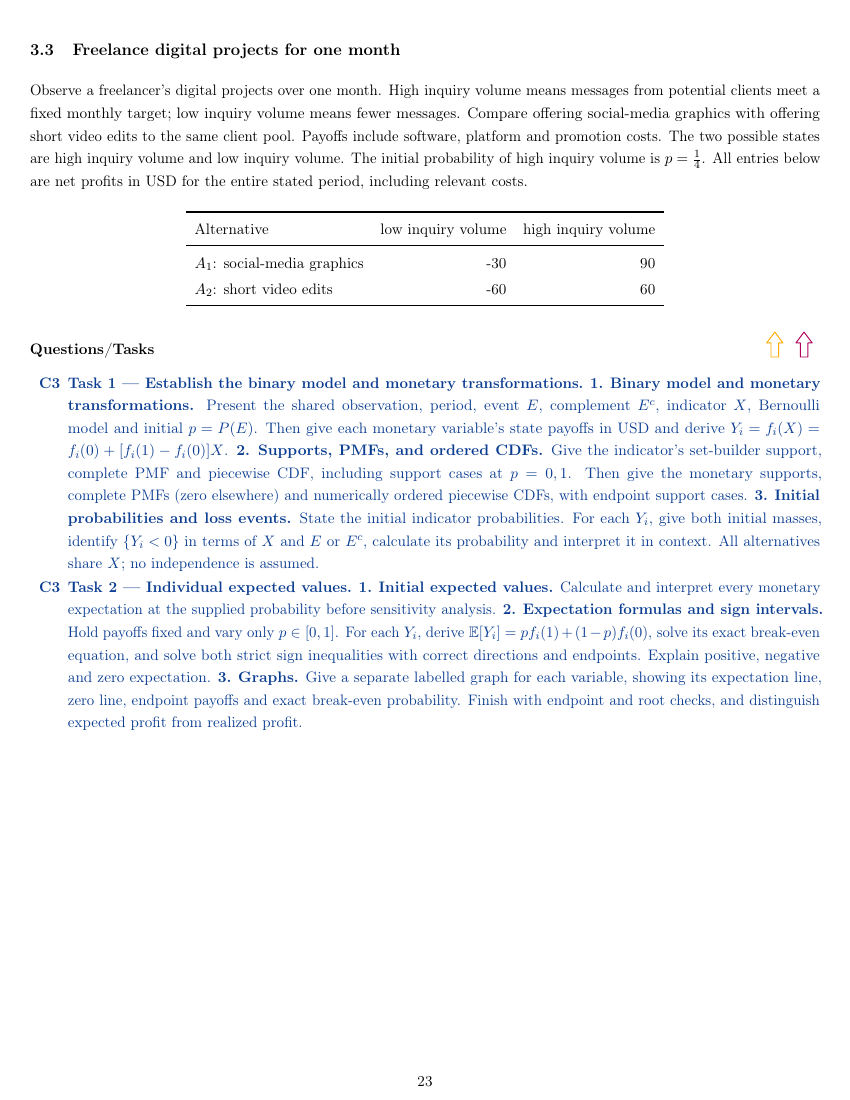 3.3 Freelance digital projects for one month
Observe a freelancer's digital projects over one month. High inquiry volume means messages from potential clients meet a
fixed monthly target; low inquiry volume means fewer messages. Compare offering social-media graphics with offering
short video edits to the same client pool. Payoffs include software, platform and promotion costs. The two possible states
are high inquiry volume and low inquiry volume. The initial probability of high inquiry volume is p = 1/4. All entries below
are net profits in USD for the entire stated period, including relevant costs.
Alternative low inquiry volume high inquiry volume
A₁: social-media graphics -30 90
A₂: short video edits -60 60
Questions/Tasks
C3 Task 1 — Establish the binary model and monetary transformations. 1. Binary model and monetary
transformations. Present the shared observation, period, event E, complement Eᶜ, indicator X, Bernoulli
model and initial p = P(E). Then give each monetary variable's state payoffs in USD and derive Yᵢ = fᵢ(X) =
fᵢ(0) + [fᵢ(1) − fᵢ(0)]X. 2. Supports, PMFs, and ordered CDFs. Give the indicator's set-builder support,
complete PMF and piecewise CDF, including support cases at p = 0, 1. Then give the monetary supports,
complete PMFs (zero elsewhere) and numerically ordered piecewise CDFs, with endpoint support cases. 3. Initial
probabilities and loss events. State the initial indicator probabilities. For each Yᵢ, give both initial masses,
identify {Yᵢ < 0} in terms of X and E or Eᶜ, calculate its probability and interpret it in context. All alternatives
share X; no independence is assumed.
C3 Task 2 — Individual expected values. 1. Initial expected values. Calculate and interpret every monetary
expectation at the supplied probability before sensitivity analysis. 2. Expectation formulas and sign intervals.
Hold payoffs fixed and vary only p ∈ [0, 1]. For each Yᵢ, derive 𝔼[Yᵢ] = pfᵢ(1)+(1−p)fᵢ(0), solve its exact break-even
equation, and solve both strict sign inequalities with correct directions and endpoints. Explain positive, negative
and zero expectation. 3. Graphs. Give a separate labelled graph for each variable, showing its expectation line,
zero line, endpoint payoffs and exact break-even probability. Finish with endpoint and root checks, and distinguish
expected profit from realized profit.
23